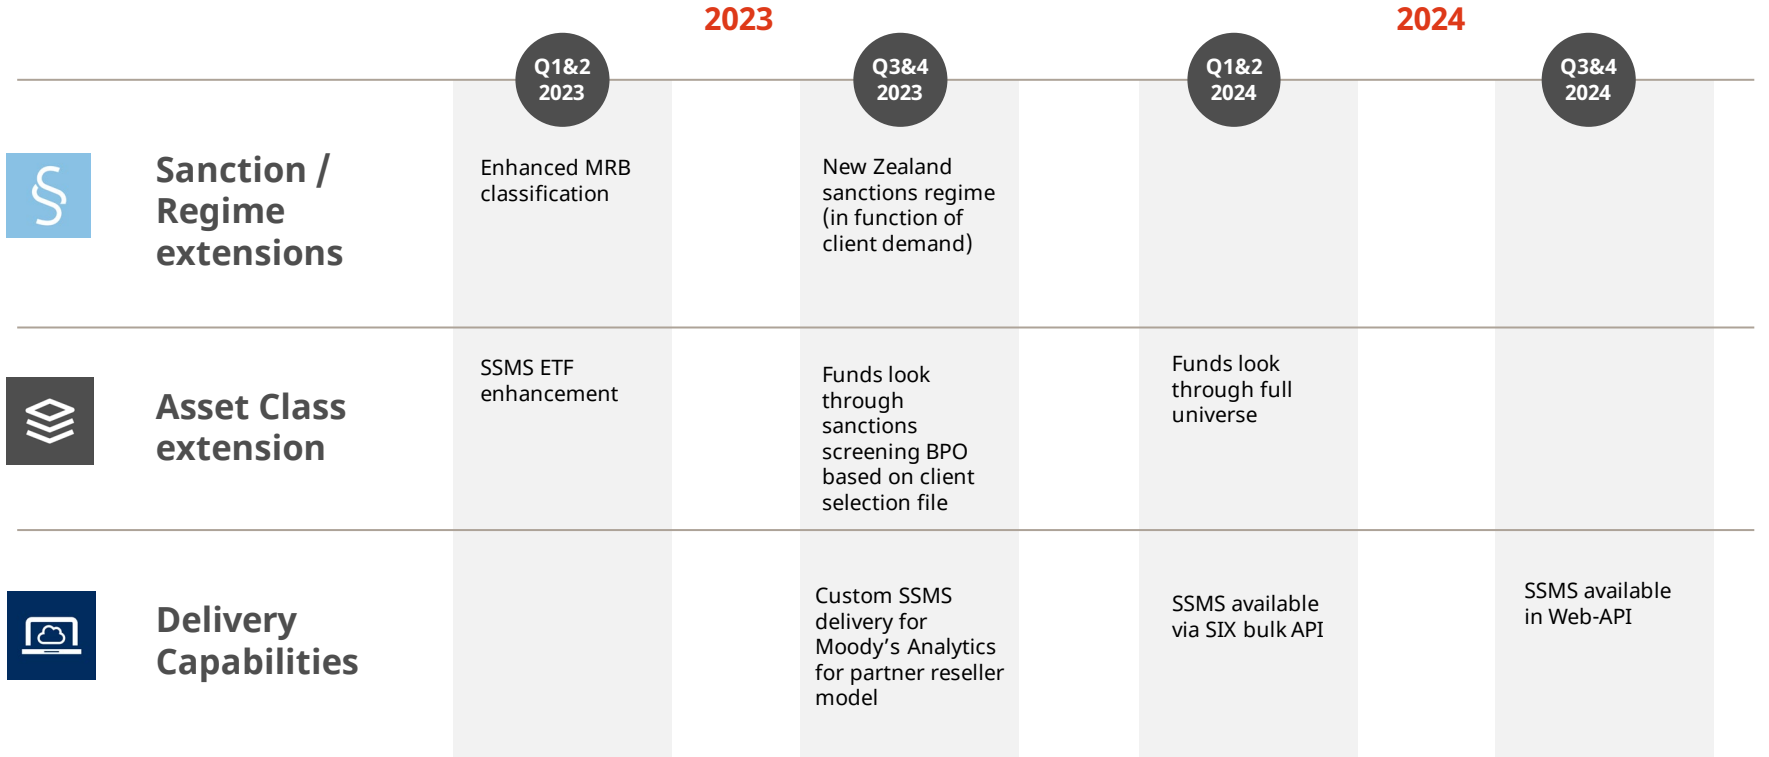 2023
2024
Q1&2
2023
Q3&4
2023
Q1&2
2024
Q3&4
2024
Sanction /
Regime
extensions
Enhanced MRB
classification
New Zealand
sanctions regime
(in function of
client demand)
Asset Class
extension
SSMS ETF
enhancement
Funds look
through
sanctions
screening BPO
based on client
selection file
Funds look
through full
universe
Delivery
Capabilities
Custom SSMS
delivery for
Moody’s Analytics
for partner reseller
model
SSMS available
via SIX bulk API
SSMS available
in Web-API